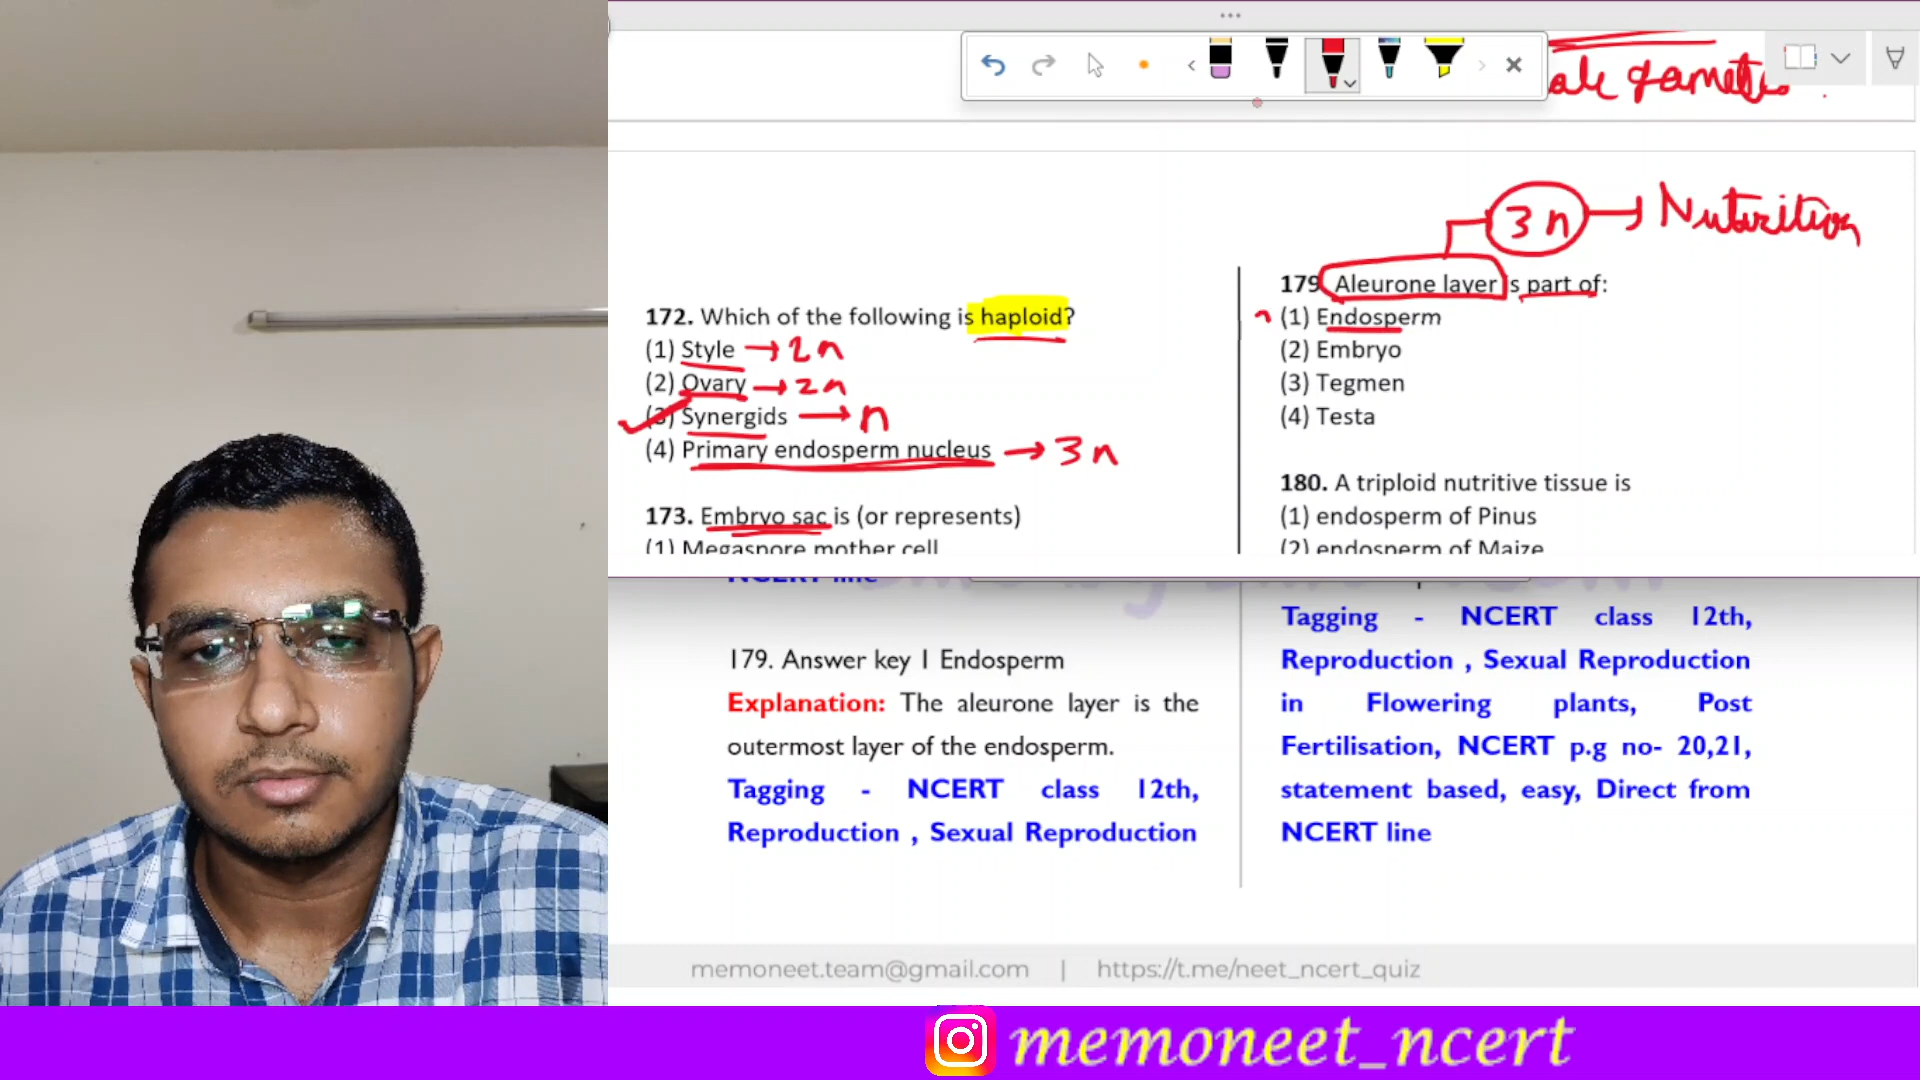 ale gametes.
3n → Nutrition
172. Which of the following is haploid?
(1) Style → 2n
(2) Ovary → 2n
(3) Synergids → n
(4) Primary endosperm nucleus → 3n
173. Embryo sac is (or represents)
(1) Megaspore mother cell
179 Aleurone layer is part of:
(1) Endosperm
(2) Embryo
(3) Tegmen
(4) Testa
180. A triploid nutritive tissue is
(1) endosperm of Pinus
(2) endosperm of Maize
NCERT line
179. Answer key 1 Endosperm
Explanation: The aleurone layer is the
outermost layer of the endosperm.
Tagging - NCERT class 12th,
Reproduction , Sexual Reproduction
Tagging - NCERT class 12th,
Reproduction , Sexual Reproduction
in Flowering plants, Post
Fertilisation, NCERT p.g no- 20,21,
statement based, easy, Direct from
NCERT line
memoneet.team@gmail.com | https://t.me/neet_ncert_quiz
memoneet_ncert